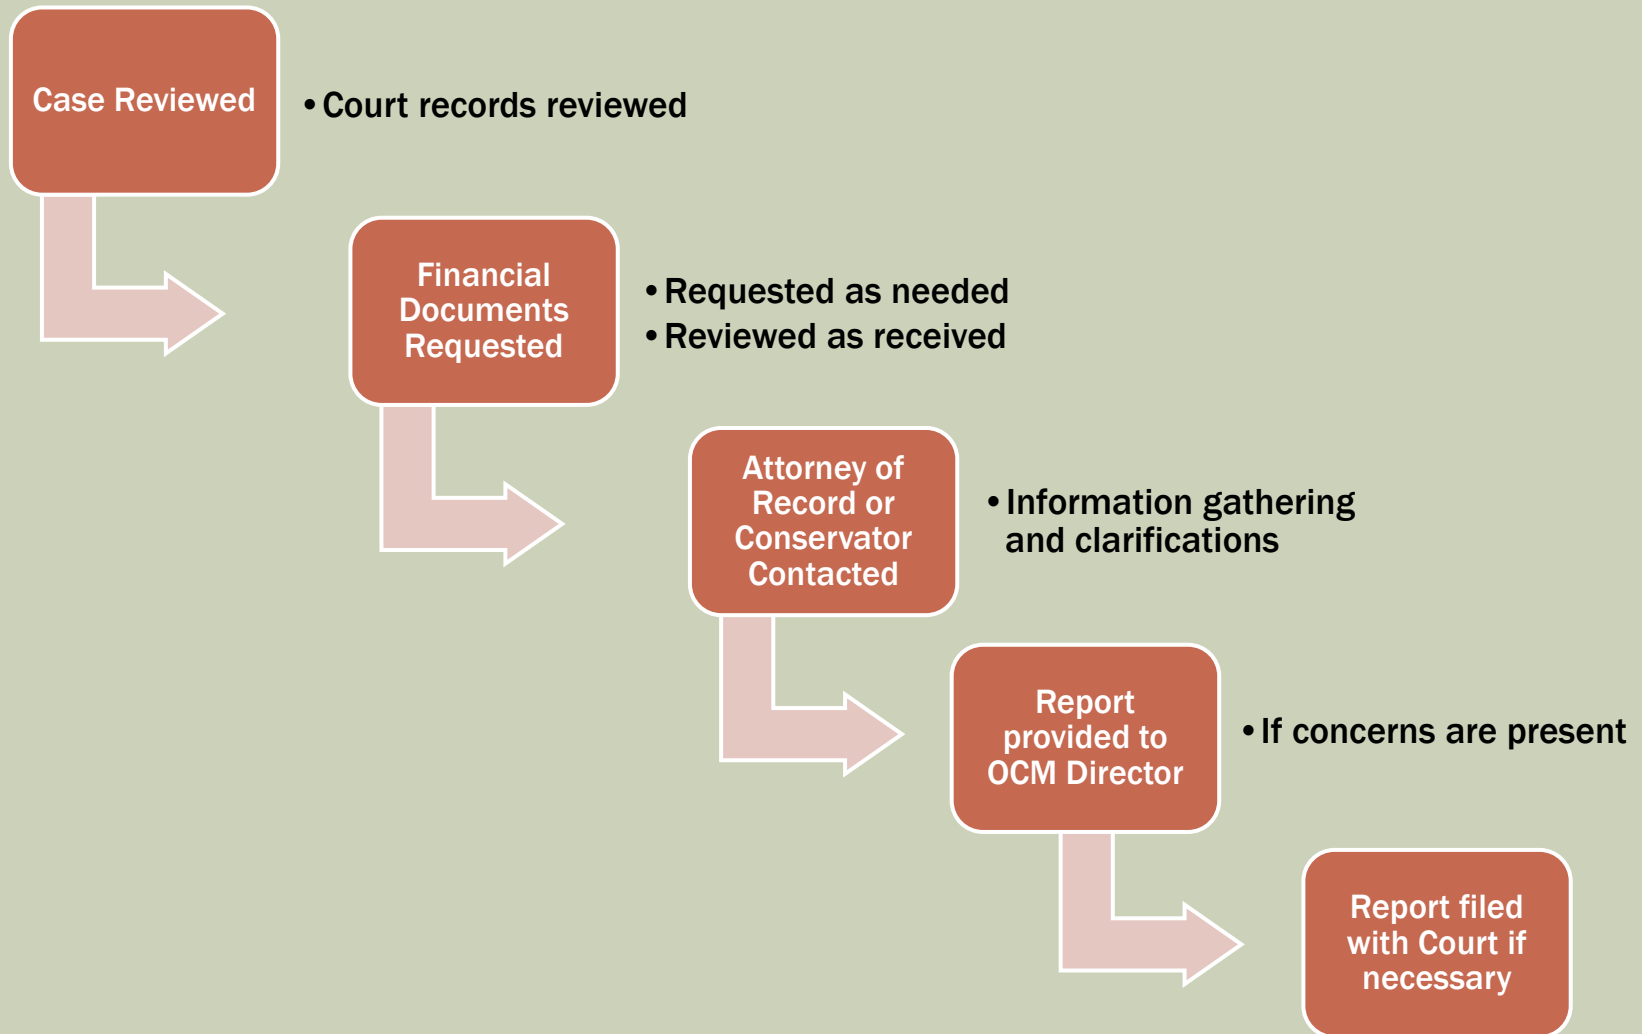 Case Reviewed
• Court records reviewed
Financial
Documents
Requested
• Requested as needed
• Reviewed as received
Attorney of
Record or
Conservator
Contacted
• Information gathering
and clarifications
Report
provided to
OCM Director
• If concerns are present
Report filed
with Court if
necessary